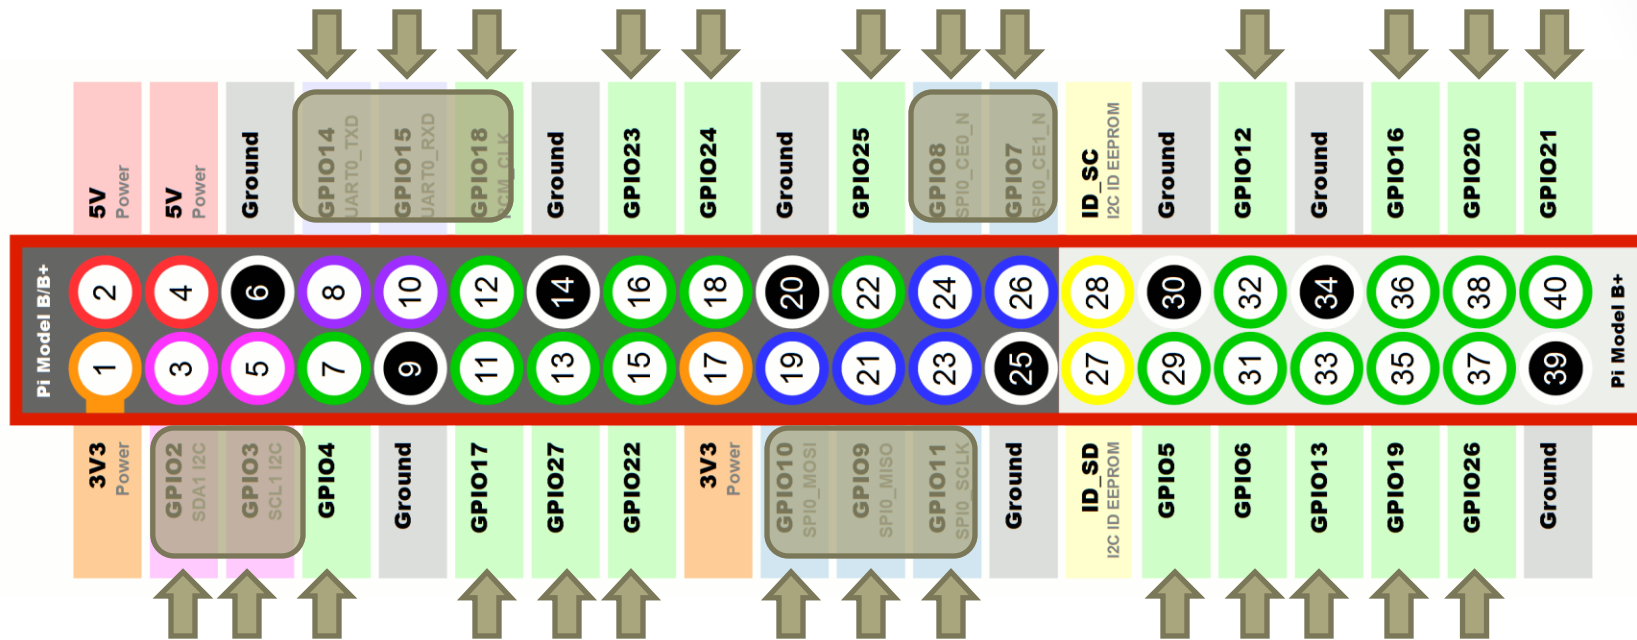 5V
Power
5V
Power
Ground
GPIO14
UART0_TXD
GPIO15
UART0_RXD
GPIO18
PCM_CLK
Ground
GPIO23
GPIO24
Ground
GPIO25
GPIO8
SPI0_CE0_N
GPIO7
SPI0_CE1_N
ID_SC
I2C ID EEPROM
Ground
GPIO12
Ground
GPIO16
GPIO20
GPIO21
Pi Model B/B+
2 4 6 8 10 12 14 16 18 20 22 24 26 28 30 32 34 36 38 40
1 3 5 7 9 11 13 15 17 19 21 23 25 27 29 31 33 35 37 39
Pi Model B+
3V3
Power
GPIO2
SDA1 I2C
GPIO3
SCL1 I2C
GPIO4
Ground
GPIO17
GPIO27
GPIO22
3V3
Power
GPIO10
SPI0_MOSI
GPIO9
SPI0_MISO
GPIO11
SPI0_SCLK
Ground
ID_SD
I2C ID EEPROM
GPIO5
GPIO6
GPIO13
GPIO19
GPIO26
Ground